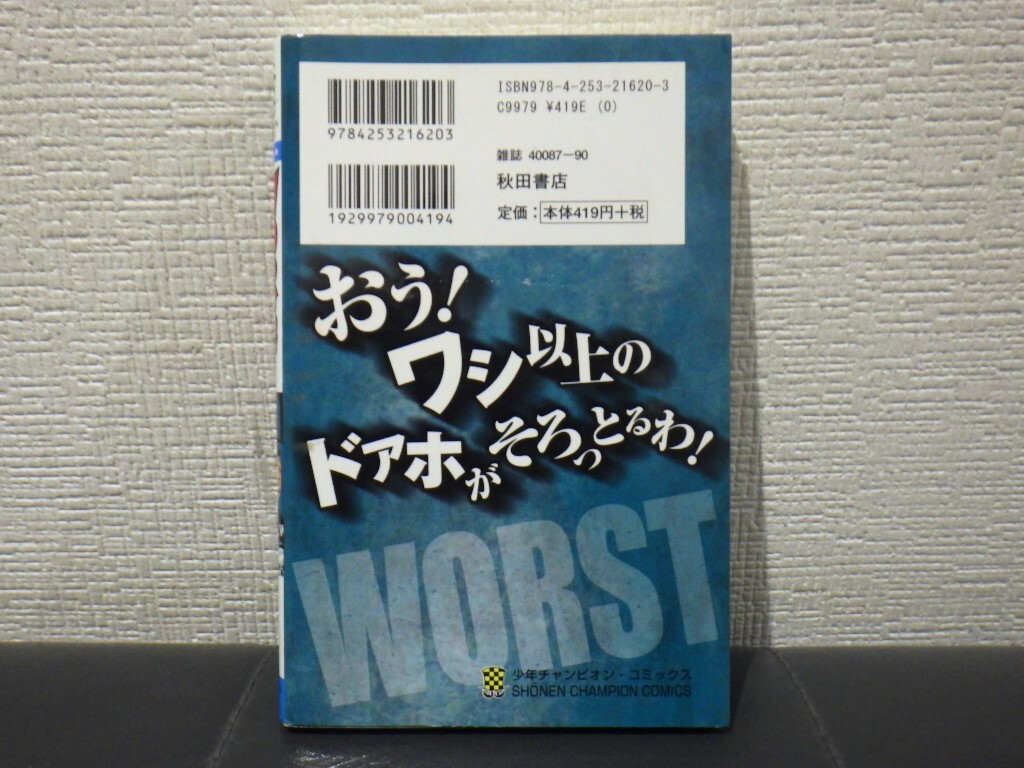 ISBN978-4-253-21620-3
C9979 ¥419E (0)
9784253216203
雑誌 40087-90
秋田書店
1929979004194
定価：本体419円+税
おう!
ワシ以上の
ドアホがそろっとるわ!
WORST
少年チャンピオン・コミックス
SHŌNEN CHAMPION COMICS